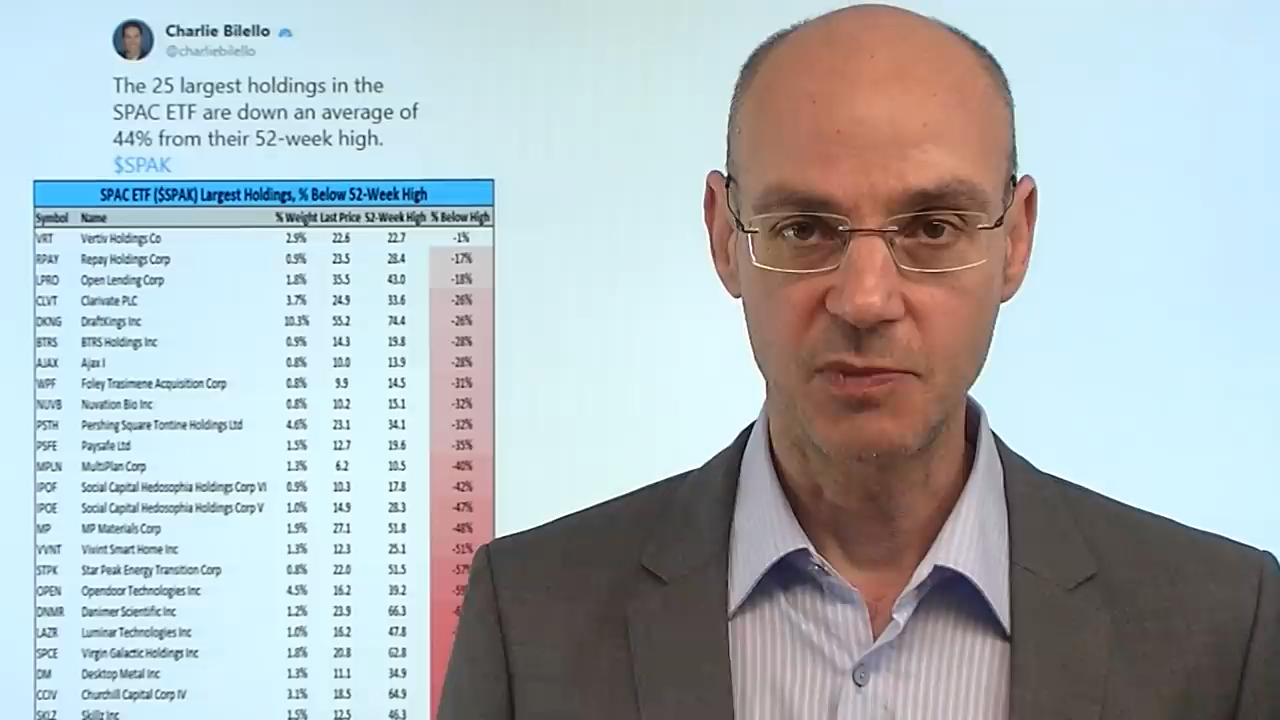 Charlie Bilello
@charliebilello
The 25 largest holdings in the
SPAC ETF are down an average of
44% from their 52-week high.
$SPAK
SPAC ETF ($SPAK) Largest Holdings, % Below 52-Week High
Symbol Name % Weight Last Price 52-Week High % Below High
VRT Vertiv Holdings Co 2.9% 22.6 22.7 -1%
RPAY Repay Holdings Corp 0.9% 23.5 28.4 -17%
LPRO Open Lending Corp 1.8% 35.5 43.0 -18%
CLVT Clarivate PLC 3.7% 24.9 33.6 -26%
DKNG DraftKings Inc 10.3% 55.2 74.4 -26%
BTRS BTRS Holdings Inc 0.9% 14.3 19.8 -28%
AJAX Ajax I 0.8% 10.0 13.9 -28%
WPF Foley Trasimene Acquisition Corp 0.8% 9.9 14.5 -31%
NUVB Nuvation Bio Inc 0.8% 10.2 15.1 -32%
PSTH Pershing Square Tontine Holdings Ltd 4.6% 23.1 34.1 -32%
PSFE Paysafe Ltd 1.5% 12.7 19.6 -35%
MPLN MultiPlan Corp 1.3% 6.2 10.5 -40%
IPOF Social Capital Hedosophia Holdings Corp VI 0.9% 10.3 17.8 -42%
IPOE Social Capital Hedosophia Holdings Corp V 1.0% 14.9 28.3 -47%
MP MP Materials Corp 1.9% 27.1 51.8 -48%
VVNT Vivint Smart Home Inc 1.3% 12.3 25.1 -51%
STPK Star Peak Energy Transition Corp 0.8% 22.0 51.5 -57%
OPEN Opendoor Technologies Inc 4.5% 16.2 39.2
DNMR Danimer Scientific Inc 1.2% 23.9 66.3
LAZR Luminar Technologies Inc 1.0% 16.2 47.8
SPCE Virgin Galactic Holdings Inc 1.8% 20.8 62.8
DM Desktop Metal Inc 1.3% 11.1 34.9
CCIV Churchill Capital Corp IV 3.1% 18.5 64.9
SKLZ Skillz Inc 1.5% 12.5 46.3